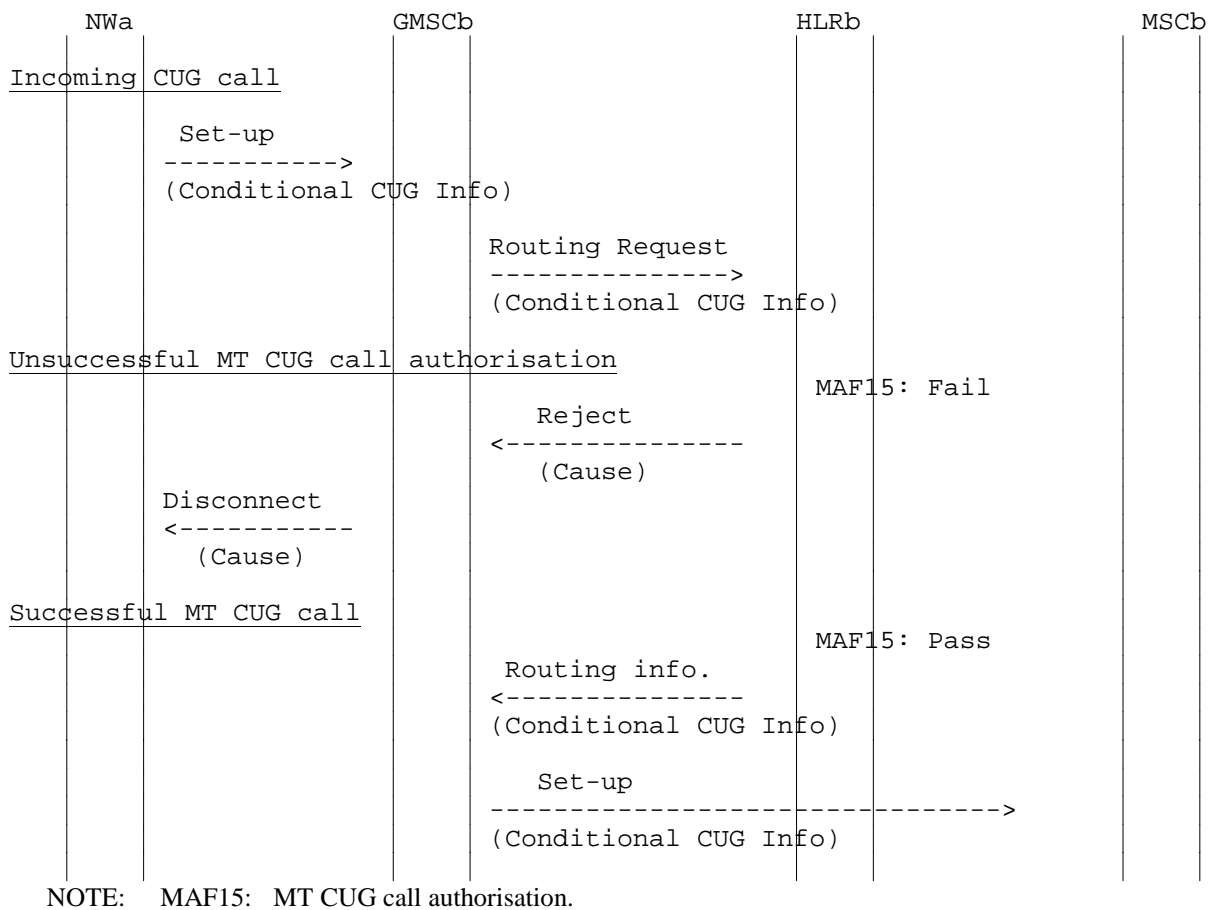 NWa GMSCb HLRb MSCb
Incoming CUG call
Set-up
----------->
(Conditional CUG Info)
Routing Request
--------------->
(Conditional CUG Info)
Unsuccessful MT CUG call authorisation
MAF15: Fail
Reject
<---------------
(Cause)
Disconnect
<-----------
(Cause)
Successful MT CUG call
MAF15: Pass
Routing info.
<---------------
(Conditional CUG Info)
Set-up
-------------------------------->
(Conditional CUG Info)
NOTE: MAF15: MT CUG call authorisation.